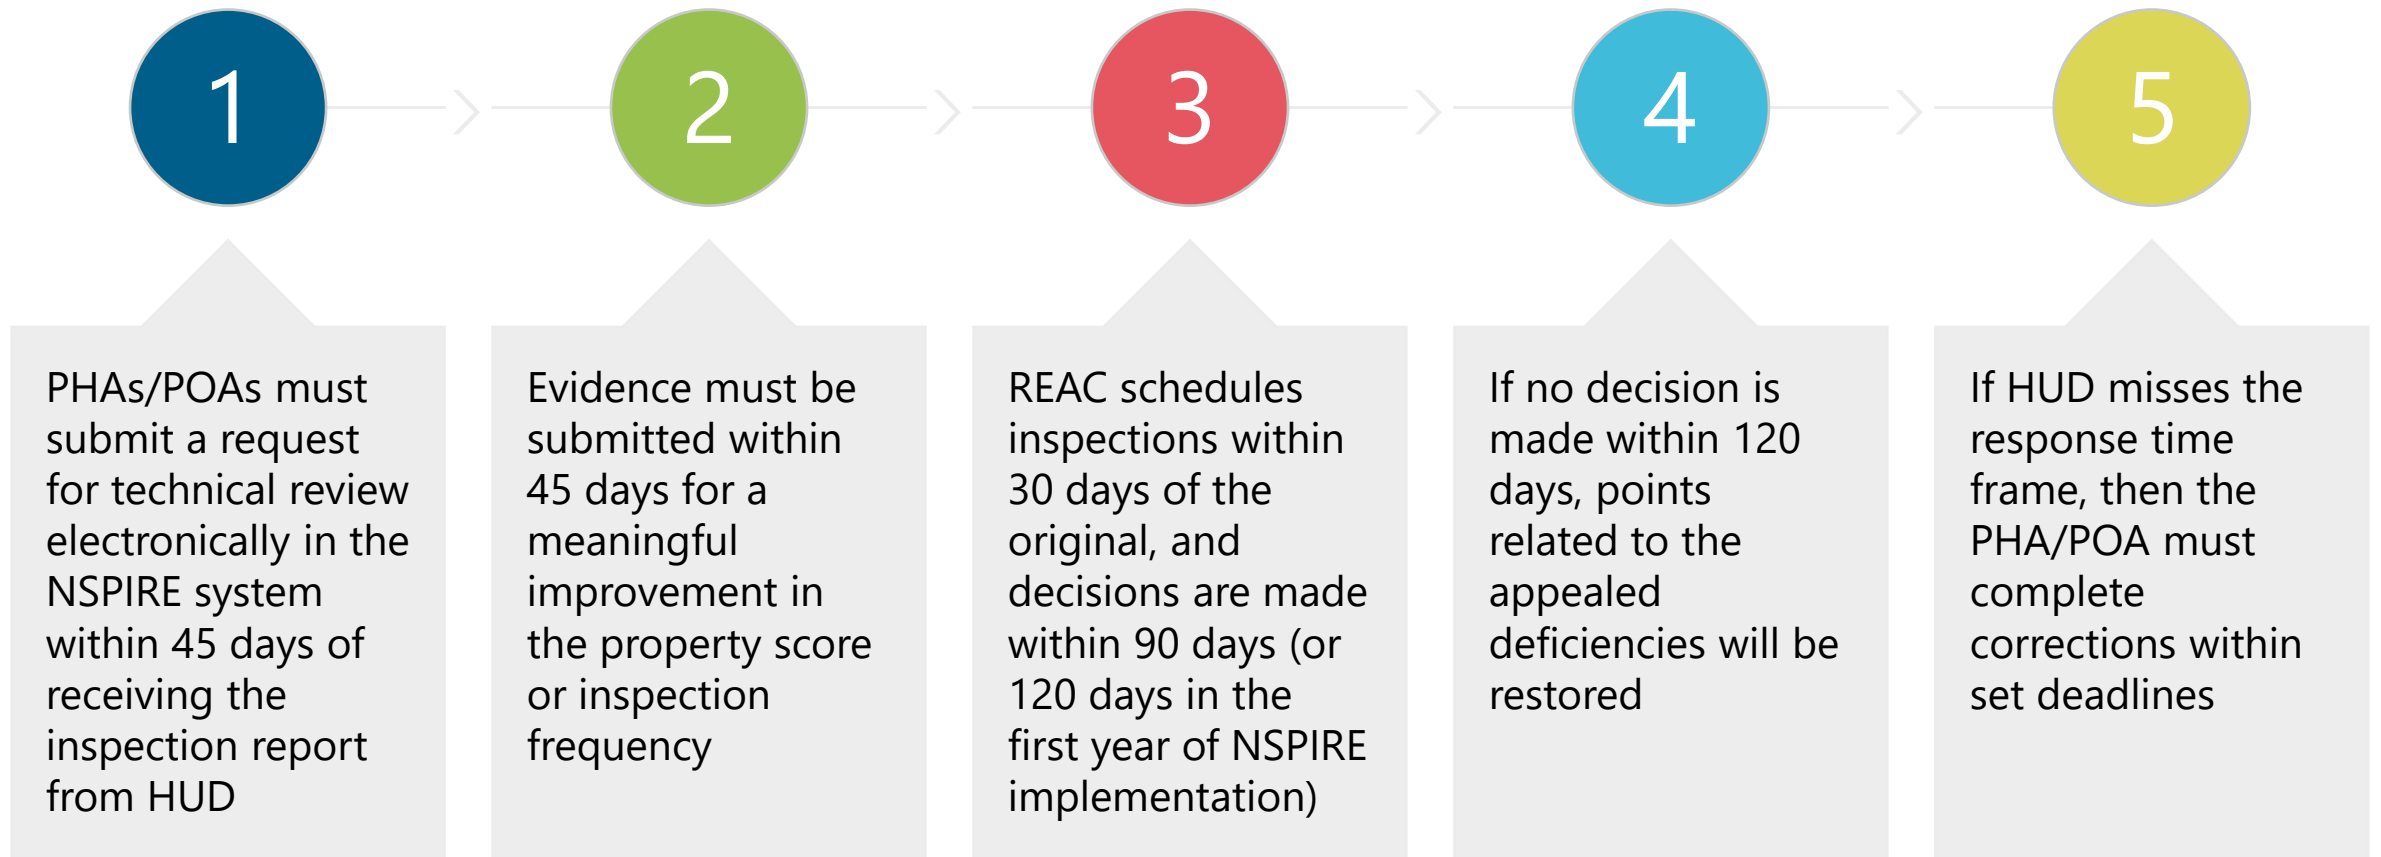 1
2
3
4
5
PHAs/POAs must
submit a request
for technical review
electronically in the
NSPIRE system
within 45 days of
receiving the
inspection report
from HUD
Evidence must be
submitted within
45 days for a
meaningful
improvement in
the property score
or inspection
frequency
REAC schedules
inspections within
30 days of the
original, and
decisions are made
within 90 days (or
120 days in the
first year of NSPIRE
implementation)
If no decision is
made within 120
days, points
related to the
appealed
deficiencies will be
restored
If HUD misses the
response time
frame, then the
PHA/POA must
complete
corrections within
set deadlines